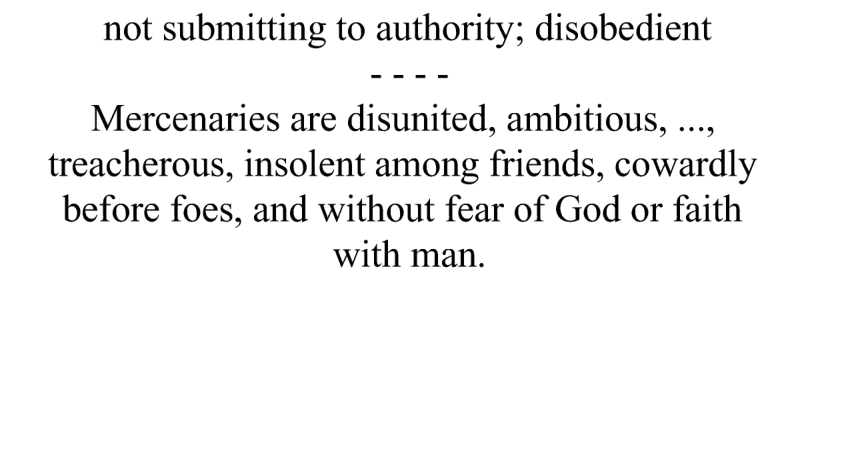 not submitting to authority; disobedient
- - - -
Mercenaries are disunited, ambitious, ...,
treacherous, insolent among friends, cowardly
before foes, and without fear of God or faith
with man.